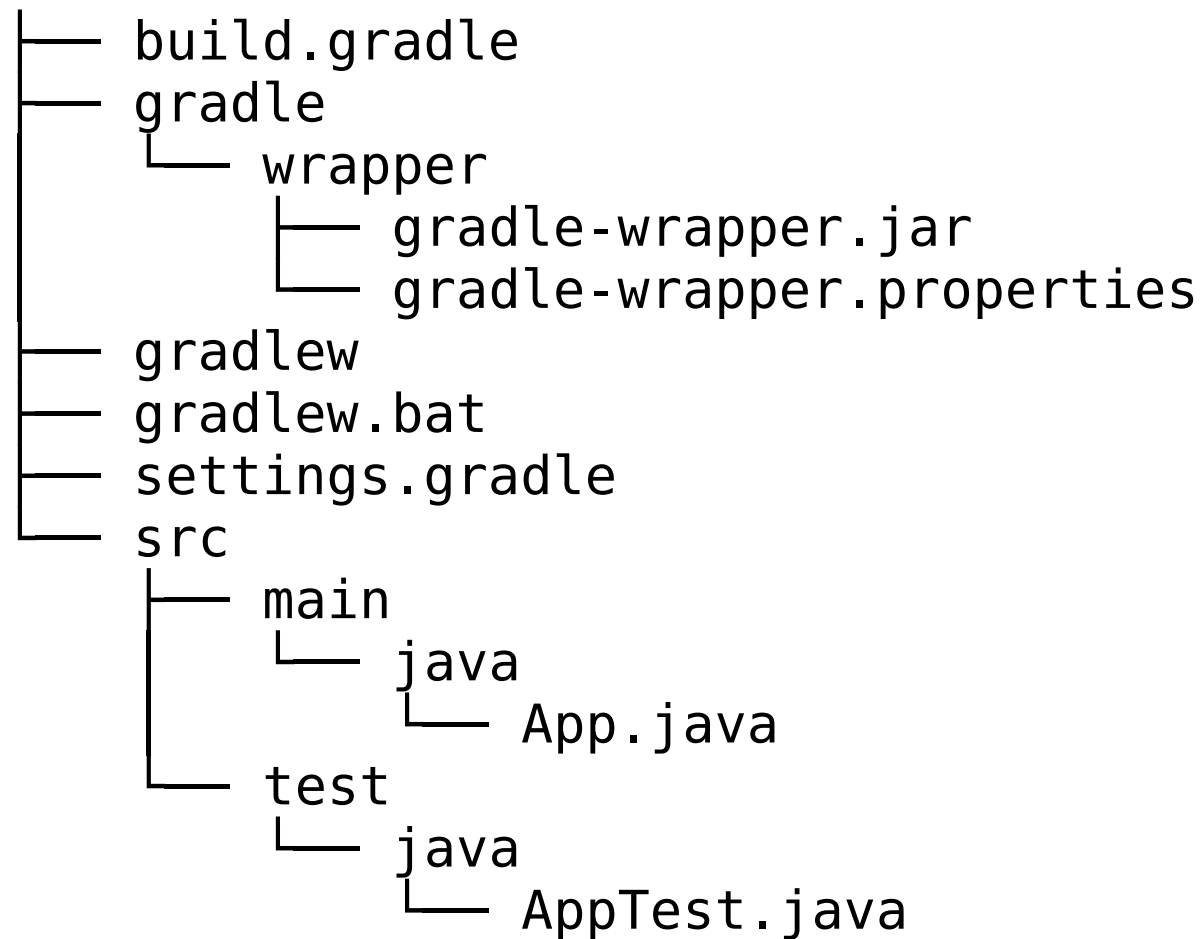 build.gradle
gradle
wrapper
gradle-wrapper.jar
gradle-wrapper.properties
gradlew
gradlew.bat
settings.gradle
src
main
java
App.java
test
java
AppTest.java